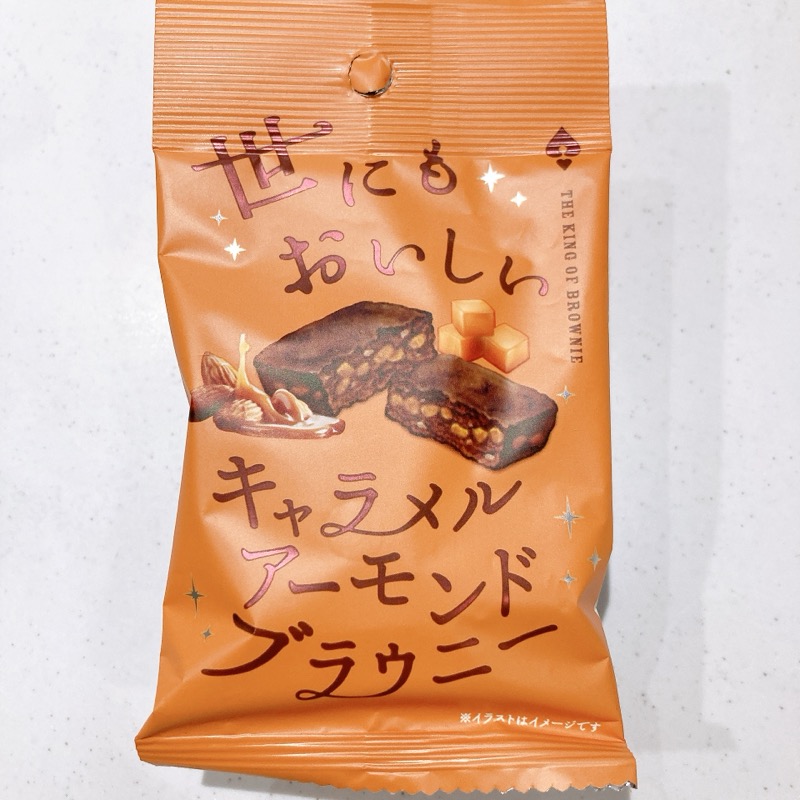 世にも
おいしい
THE KING OF BROWNIE
キャラメル
アーモンド
ブラウニー
※イラストはイメージです